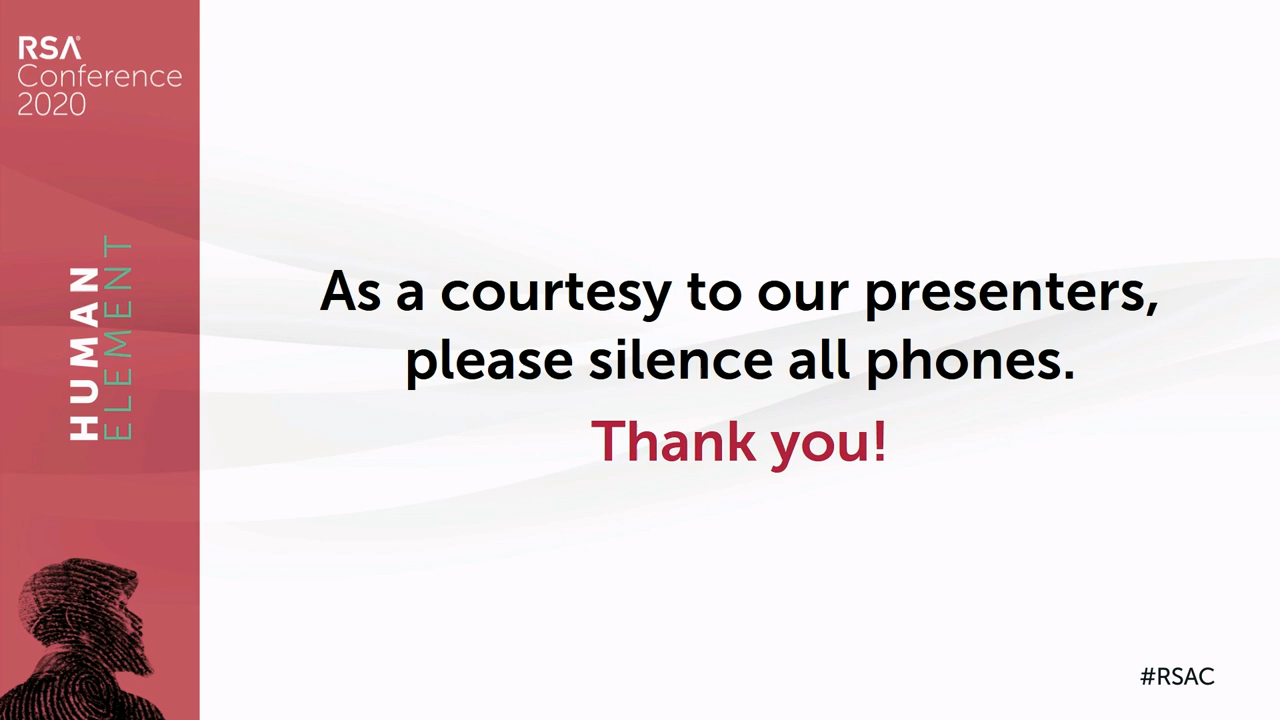 RSA
Conference
2020
HUMAN
ELEMENT
As a courtesy to our presenters,
please silence all phones.
Thank you!
#RSAC